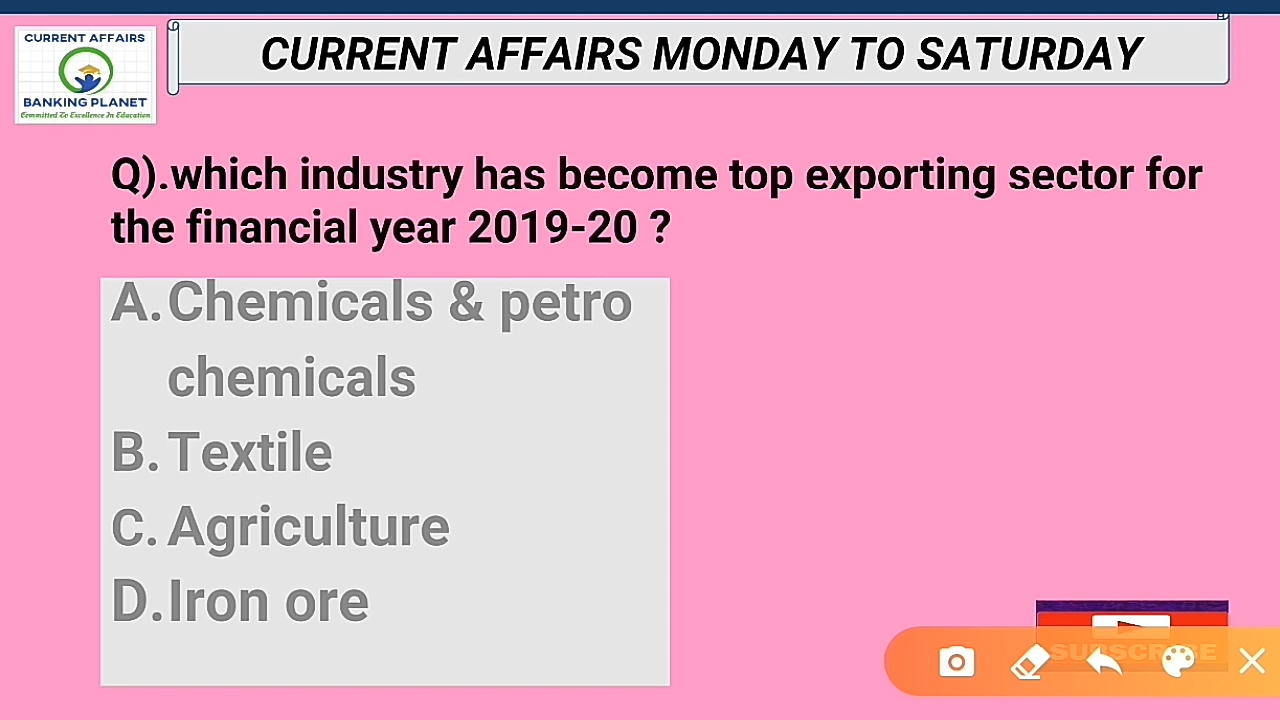 CURRENT AFFAIRS
BANKING PLANET
Committed To Excellence In Education
CURRENT AFFAIRS MONDAY TO SATURDAY
Q).which industry has become top exporting sector for
the financial year 2019-20 ?
A.Chemicals & petro
chemicals
B.Textile
C.Agriculture
D.Iron ore
SUBSCRIBE